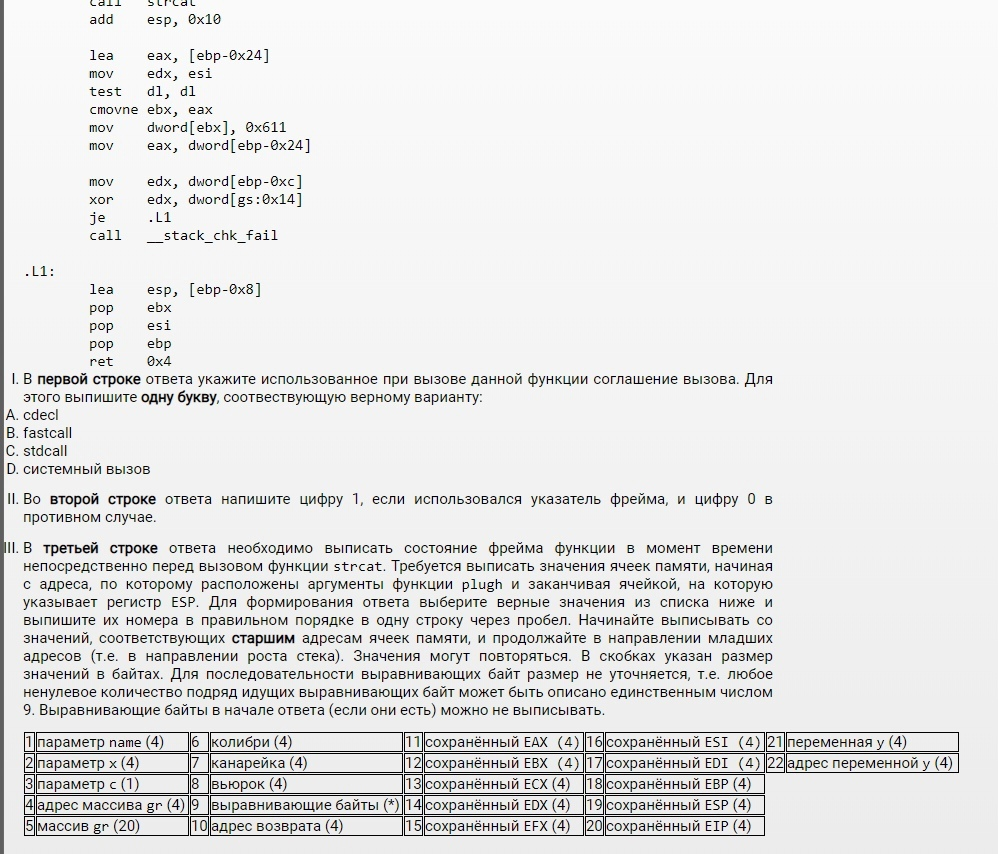 call strcat
add esp, 0x10
lea eax, [ebp-0x24]
mov edx, esi
test dl, dl
cmovne ebx, eax
mov dword[ebx], 0x611
mov eax, dword[ebp-0x24]
mov edx, dword[ebp-0xc]
xor edx, dword[gs:0x14]
je .L1
call __stack_chk_fail
.L1:
lea esp, [ebp-0x8]
pop ebx
pop esi
pop ebp
ret 0x4
I. В первой строке ответа укажите использованное при вызове данной функции соглашение вызова. Для
этого выпишите одну букву, соотвествующую верному варианту:
A. cdecl
B. fastcall
C. stdcall
D. системный вызов
II. Во второй строке ответа напишите цифру 1, если использовался указатель фрейма, и цифру 0 в
противном случае.
III. В третьей строке ответа необходимо выписать состояние фрейма функции в момент времени
непосредственно перед вызовом функции strcat. Требуется выписать значения ячеек памяти, начиная
с адреса, по которому расположены аргументы функции plugh и заканчивая ячейкой, на которую
указывает регистр ESP. Для формирования ответа выберите верные значения из списка ниже и
выпишите их номера в правильном порядке в одну строку через пробел. Начинайте выписывать со
значений, соответствующих старшим адресам ячеек памяти, и продолжайте в направлении младших
адресов (т.е. в направлении роста стека). Значения могут повторяться. В скобках указан размер
значений в байтах. Для последовательности выравнивающих байт размер не уточняется, т.е. любое
ненулевое количество подряд идущих выравнивающих байт может быть описано единственным числом
9. Выравнивающие байты в начале ответа (если они есть) можно не выписывать.
1 параметр name (4) 6 колибри (4) 11 сохранённый EAX (4) 16 сохранённый ESI (4) 21 переменная y (4)
2 параметр x (4) 7 канарейка (4) 12 сохранённый EBX (4) 17 сохранённый EDI (4) 22 адрес переменной y (4)
3 параметр c (1) 8 вьюрок (4) 13 сохранённый ECX (4) 18 сохранённый EBP (4)
4 адрес массива gr (4) 9 выравнивающие байты (*) 14 сохранённый EDX (4) 19 сохранённый ESP (4)
5 массив gr (20) 10 адрес возврата (4) 15 сохранённый EFX (4) 20 сохранённый EIP (4)